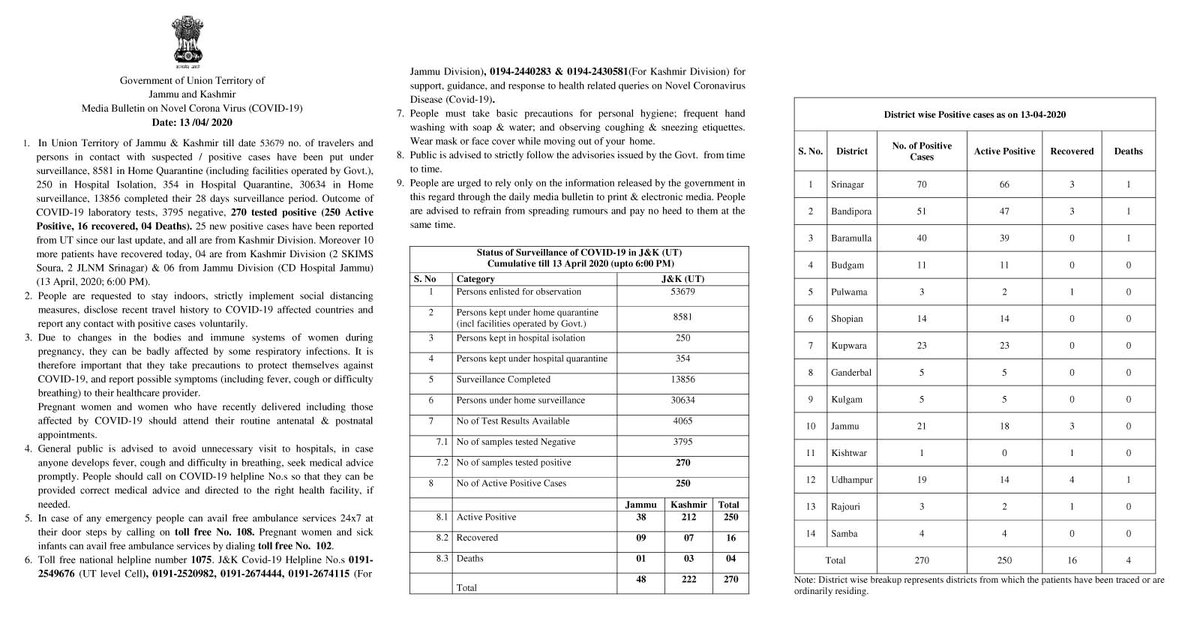 Government of Union Territory of
Jammu and Kashmir
Media Bulletin on Novel Corona Virus (COVID-19)
Date: 13 /04/ 2020
1. In Union Territory of Jammu & Kashmir till date 53679 no. of travelers and
persons in contact with suspected / positive cases have been put under
surveillance, 8581 in Home Quarantine (including facilities operated by Govt.),
250 in Hospital Isolation, 354 in Hospital Quarantine, 30634 in Home
surveillance, 13856 completed their 28 days surveillance period. Outcome of
COVID-19 laboratory tests, 3795 negative, 270 tested positive (250 Active
Positive, 16 recovered, 04 Deaths). 25 new positive cases have been reported
from UT since our last update, and all are from Kashmir Division. Moreover 10
more patients have recovered today, 04 are from Kashmir Division (2 SKIMS
Soura, 2 JLNM Srinagar) & 06 from Jammu Division (CD Hospital Jammu)
(13 April, 2020; 6:00 PM).
2. People are requested to stay indoors, strictly implement social distancing
measures, disclose recent travel history to COVID-19 affected countries and
report any contact with positive cases voluntarily.
3. Due to changes in the bodies and immune systems of women during
pregnancy, they can be badly affected by some respiratory infections. It is
therefore important that they take precautions to protect themselves against
COVID-19, and report possible symptoms (including fever, cough or difficulty
breathing) to their healthcare provider.
Pregnant women and women who have recently delivered including those
affected by COVID-19 should attend their routine antenatal & postnatal
appointments.
4. General public is advised to avoid unnecessary visit to hospitals, in case
anyone develops fever, cough and difficulty in breathing, seek medical advice
promptly. People should call on COVID-19 helpline No.s so that they can be
provided correct medical advice and directed to the right health facility, if
needed.
5. In case of any emergency people can avail free ambulance services 24x7 at
their door steps by calling on toll free No. 108. Pregnant women and sick
infants can avail free ambulance services by dialing toll free No. 102.
6. Toll free national helpline number 1075. J&K Covid-19 Helpline No.s 0191-
2549676 (UT level Cell), 0191-2520982, 0191-2674444, 0191-2674115 (For
Jammu Division), 0194-2440283 & 0194-2430581(For Kashmir Division) for
support, guidance, and response to health related queries on Novel Coronavirus
Disease (Covid-19).
7. People must take basic precautions for personal hygiene; frequent hand
washing with soap & water; and observing coughing & sneezing etiquettes.
Wear mask or face cover while moving out of your home.
8. Public is advised to strictly follow the advisories issued by the Govt. from time
to time.
9. People are urged to rely only on the information released by the government in
this regard through the daily media bulletin to print & electronic media. People
are advised to refrain from spreading rumours and pay no heed to them at the
same time.
Status of Surveillance of COVID-19 in J&K (UT)
Cumulative till 13 April 2020 (upto 6:00 PM)
S. No Category J&K (UT)
1 Persons enlisted for observation 53679
2 Persons kept under home quarantine
(incl facilities operated by Govt.) 8581
3 Persons kept in hospital isolation 250
4 Persons kept under hospital quarantine 354
5 Surveillance Completed 13856
6 Persons under home surveillance 30634
7 No of Test Results Available 4065
7.1 No of samples tested Negative 3795
7.2 No of samples tested positive 270
8 No of Active Positive Cases 250
Jammu Kashmir Total
8.1 Active Positive 38 212 250
8.2 Recovered 09 07 16
8.3 Deaths 01 03 04
Total 48 222 270
District wise Positive cases as on 13-04-2020
S. No. District No. of Positive Cases Active Positive Recovered Deaths
1 Srinagar 70 66 3 1
2 Bandipora 51 47 3 1
3 Baramulla 40 39 0 1
4 Budgam 11 11 0 0
5 Pulwama 3 2 1 0
6 Shopian 14 14 0 0
7 Kupwara 23 23 0 0
8 Ganderbal 5 5 0 0
9 Kulgam 5 5 0 0
10 Jammu 21 18 3 0
11 Kishtwar 1 0 1 0
12 Udhampur 19 14 4 1
13 Rajouri 3 2 1 0
14 Samba 4 4 0 0
Total 270 250 16 4
Note: District wise breakup represents districts from which the patients have been traced or are
ordinarily residing.